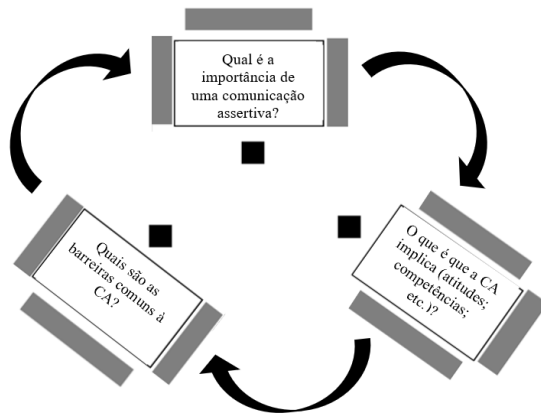 Qual é a
importância de
uma comunicação
assertiva?
O que é que a CA
implica (atitudes;
competências;
etc.)?
Quais são as
barreiras comuns à
CA?